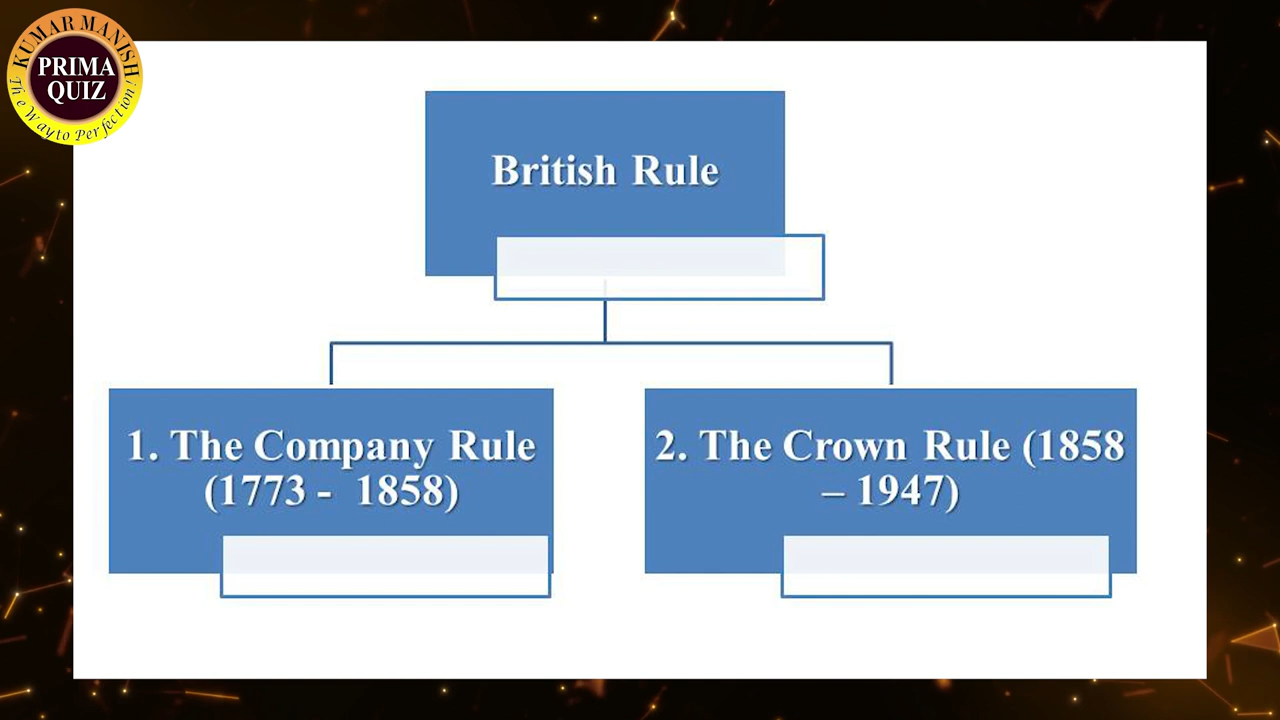 KUMAR MANISH
PRIMA
QUIZ
The Way to Perfection!
British Rule
1. The Company Rule
(1773 - 1858)
2. The Crown Rule (1858
– 1947)